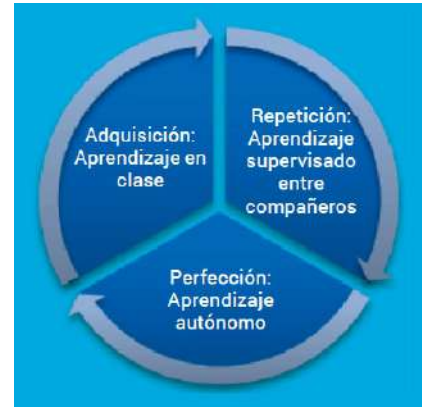 Adquisición:
Aprendizaje en
clase
Repetición:
Aprendizaje
supervisado
entre
compañeros
Perfección:
Aprendizaje
autónomo